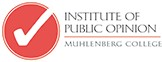 INSTITUTE OF
PUBLIC OPINION
MUHLENBERG COLLEGE